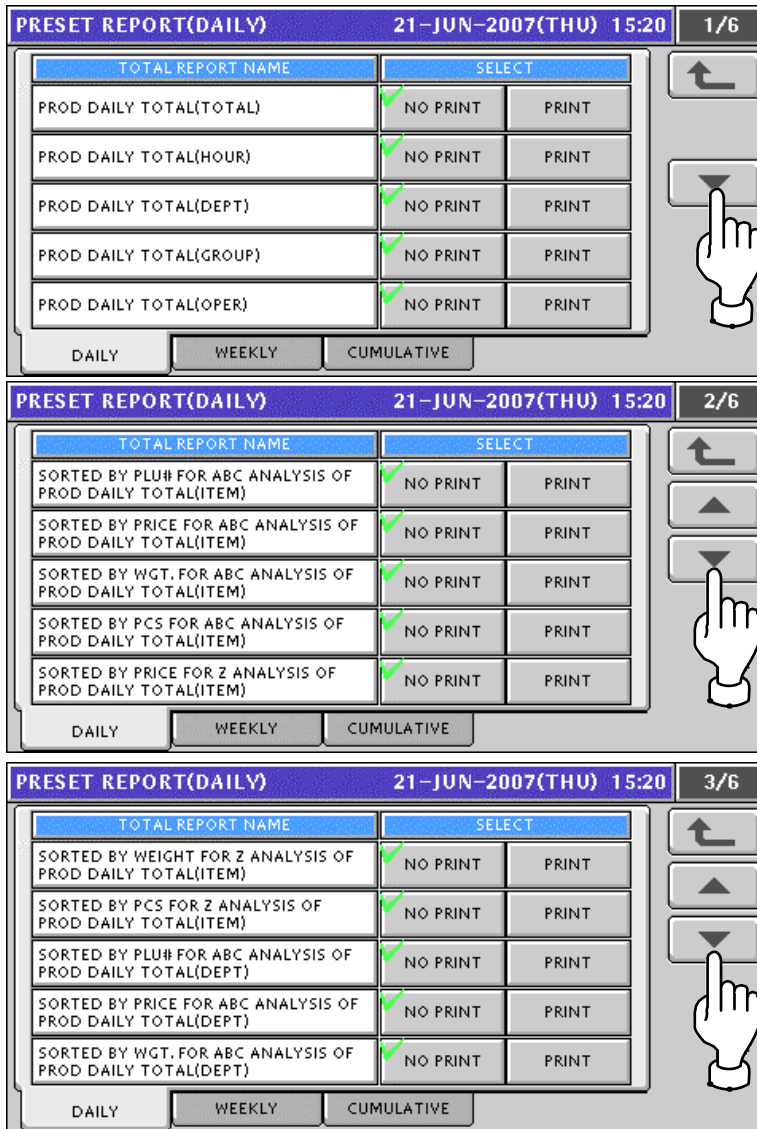 PRESET REPORT(DAILY) 21-JUN-2007(THU) 15:20 1/6
TOTAL REPORT NAME SELECT
PROD DAILY TOTAL(TOTAL) NO PRINT PRINT
PROD DAILY TOTAL(HOUR) NO PRINT PRINT
PROD DAILY TOTAL(DEPT) NO PRINT PRINT
PROD DAILY TOTAL(GROUP) NO PRINT PRINT
PROD DAILY TOTAL(OPER) NO PRINT PRINT
DAILY WEEKLY CUMULATIVE
PRESET REPORT(DAILY) 21-JUN-2007(THU) 15:20 2/6
TOTAL REPORT NAME SELECT
SORTED BY PLU# FOR ABC ANALYSIS OF
PROD DAILY TOTAL(ITEM) NO PRINT PRINT
SORTED BY PRICE FOR ABC ANALYSIS OF
PROD DAILY TOTAL(ITEM) NO PRINT PRINT
SORTED BY WGT. FOR ABC ANALYSIS OF
PROD DAILY TOTAL(ITEM) NO PRINT PRINT
SORTED BY PCS FOR ABC ANALYSIS OF
PROD DAILY TOTAL(ITEM) NO PRINT PRINT
SORTED BY PRICE FOR Z ANALYSIS OF
PROD DAILY TOTAL(ITEM) NO PRINT PRINT
DAILY WEEKLY CUMULATIVE
PRESET REPORT(DAILY) 21-JUN-2007(THU) 15:20 3/6
TOTAL REPORT NAME SELECT
SORTED BY WEIGHT FOR Z ANALYSIS OF
PROD DAILY TOTAL(ITEM) NO PRINT PRINT
SORTED BY PCS FOR Z ANALYSIS OF
PROD DAILY TOTAL(ITEM) NO PRINT PRINT
SORTED BY PLU# FOR ABC ANALYSIS OF
PROD DAILY TOTAL(DEPT) NO PRINT PRINT
SORTED BY PRICE FOR ABC ANALYSIS OF
PROD DAILY TOTAL(DEPT) NO PRINT PRINT
SORTED BY WGT. FOR ABC ANALYSIS OF
PROD DAILY TOTAL(DEPT) NO PRINT PRINT
DAILY WEEKLY CUMULATIVE